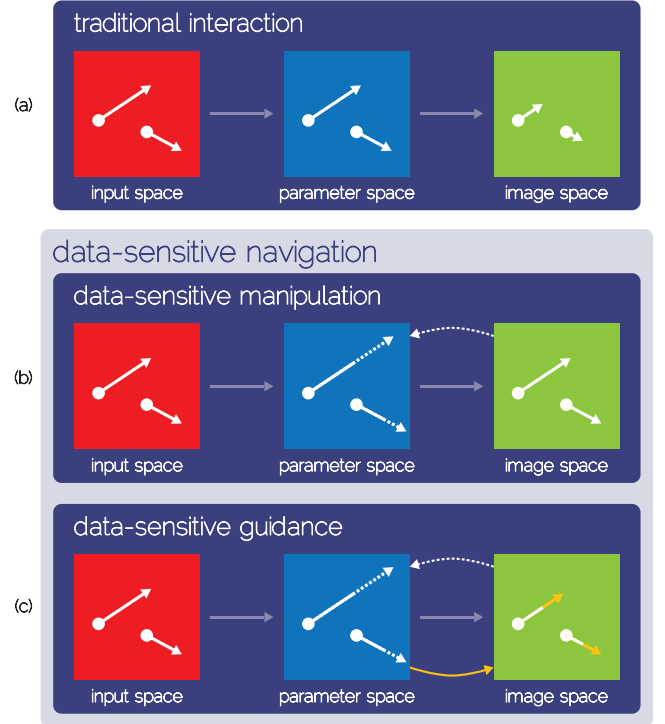 traditional interaction
(a)
input space parameter space image space
data-sensitive navigation
data-sensitive manipulation
(b)
input space parameter space image space
data-sensitive guidance
(c)
input space parameter space image space